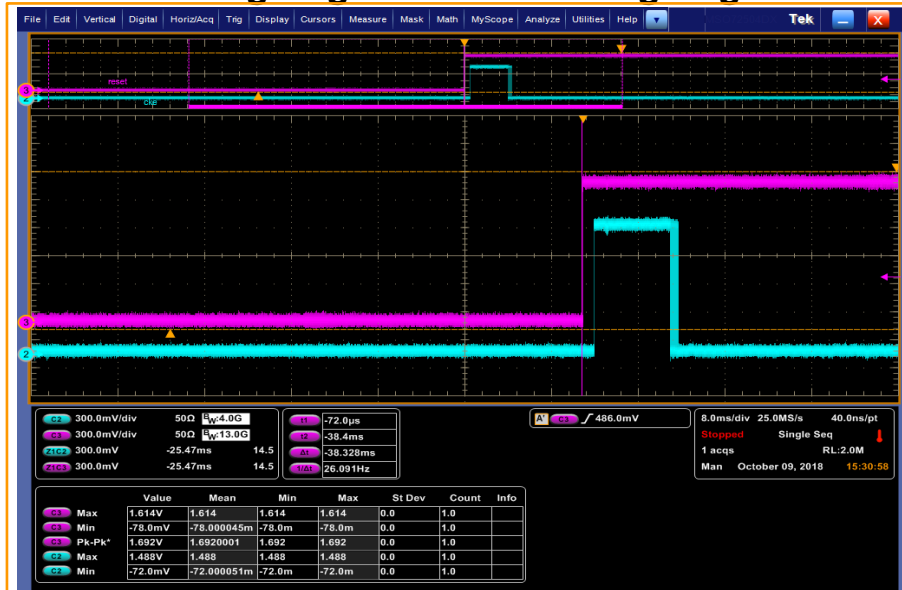 File Edit Vertical Digital Horiz/Acq Trig Display Cursors Measure Mask Math MyScope Analyze Utilities Help Tek X
reset
3
2
cke
3
2
C2 300.0mV/div 50Ω BW:4.0G
C3 300.0mV/div 50Ω BW:13.0G
Z1C2 300.0mV -25.47ms 14.5
Z1C3 300.0mV -25.47ms 14.5
t1 -72.0µs
t2 -38.4ms
Δt -38.328ms
1/Δt 26.091Hz
A' C3 486.0mV
8.0ms/div 25.0MS/s 40.0ns/pt
Stopped Single Seq
1 acqs RL:2.0M
Man October 09, 2018 15:30:58
Value Mean Min Max St Dev Count Info
C3 Max 1.614V 1.614 1.614 1.614 0.0 1.0
C3 Min -78.0mV -78.000045m -78.0m -78.0m 0.0 1.0
C3 Pk-Pk* 1.692V 1.6920001 1.692 1.692 0.0 1.0
C2 Max 1.488V 1.488 1.488 1.488 0.0 1.0
C2 Min -72.0mV -72.000051m -72.0m -72.0m 0.0 1.0